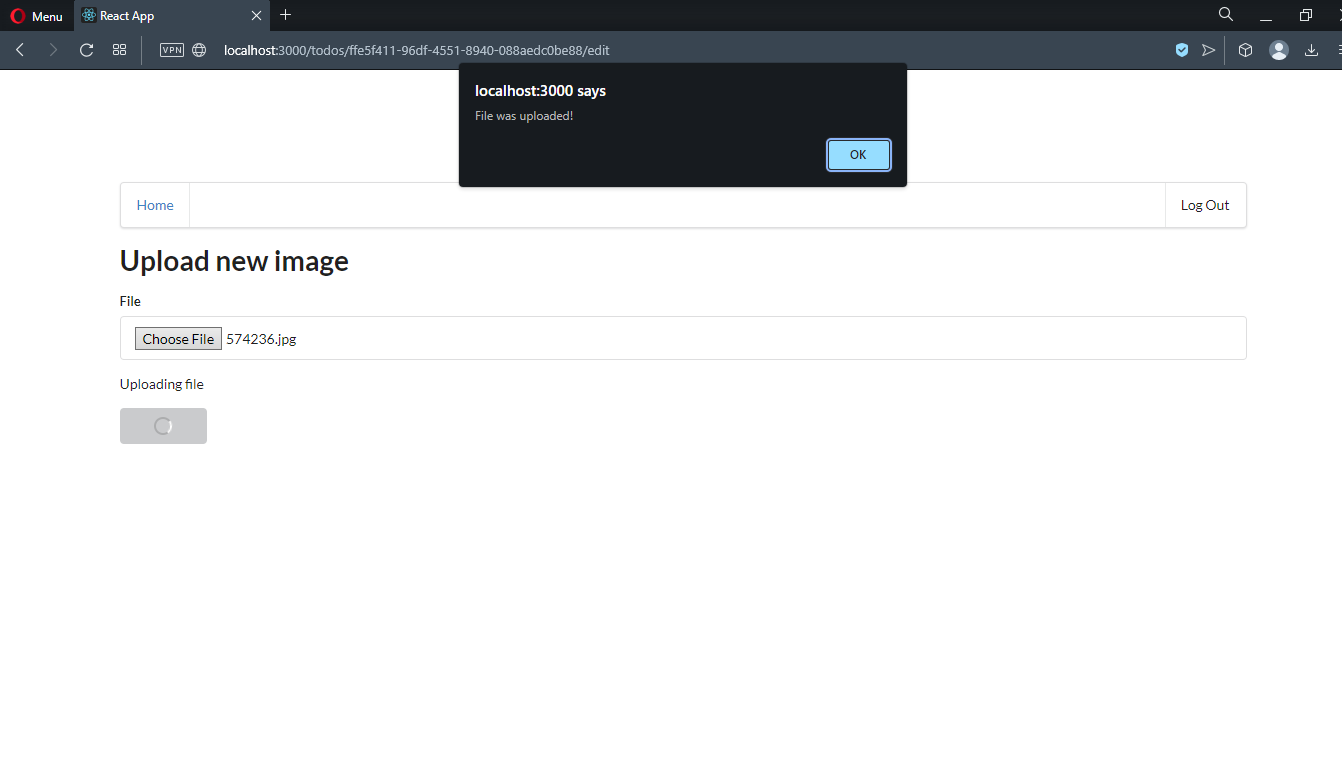 Menu
React App
VPN
localhost:3000/todos/ffe5f411-96df-4551-8940-088aedc0be88/edit
localhost:3000 says
File was uploaded!
OK
Home
Log Out
Upload new image
File
Choose File 574236.jpg
Uploading file